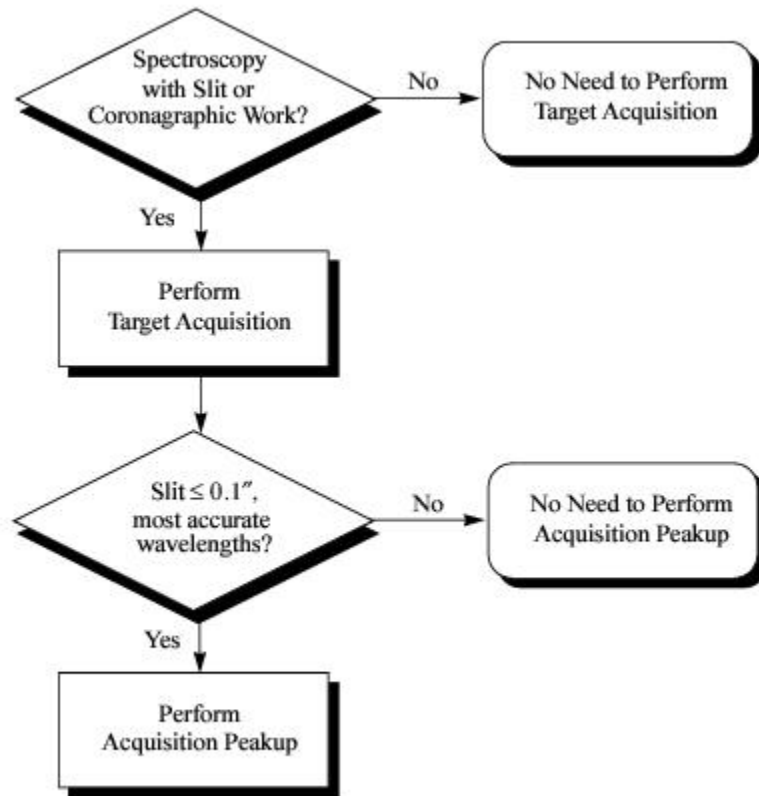 Spectroscopy
with Slit or
Coronagraphic Work?
No
No Need to Perform
Target Acquisition
Yes
Perform
Target Acquisition
Slit ≤ 0.1″,
most accurate
wavelengths?
No
No Need to Perform
Acquisition Peakup
Yes
Perform
Acquisition Peakup